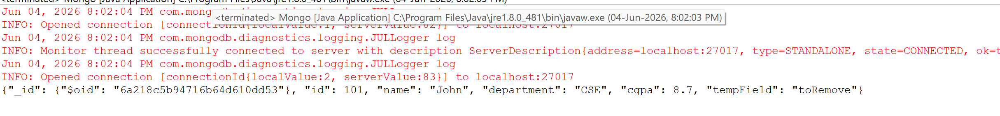 <terminated> Mongo [Java Application] C:\Program Files\Java\jre1.8.0_481\bin\javaw.exe (04-Jun-2026, 8:02:03 PM)
Jun 04, 2026 8:02:04 PM com.mong
<terminated> Mongo [Java Application] C:\Program Files\Java\jre1.8.0_481\bin\javaw.exe (04-Jun-2026, 8:02:03 PM)
INFO: Opened connection [connectionId{localValue:1, serverValue:82}] to localhost:27017
Jun 04, 2026 8:02:04 PM com.mongodb.diagnostics.logging.JULLogger log
INFO: Monitor thread successfully connected to server with description ServerDescription{address=localhost:27017, type=STANDALONE, state=CONNECTED, ok=t
Jun 04, 2026 8:02:04 PM com.mongodb.diagnostics.logging.JULLogger log
INFO: Opened connection [connectionId{localValue:2, serverValue:83}] to localhost:27017
{"_id": {"$oid": "6a218c5b94716b64d610dd53"}, "id": 101, "name": "John", "department": "CSE", "cgpa": 8.7, "tempField": "toRemove"}